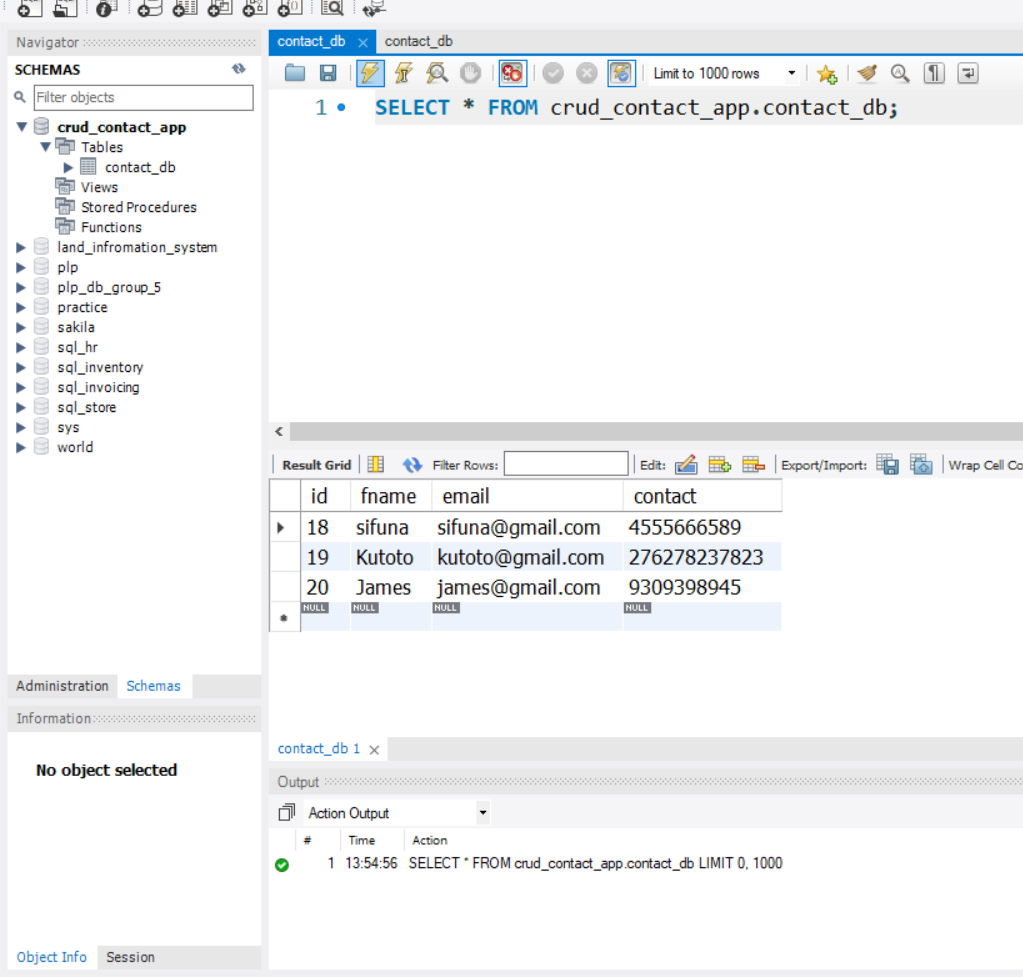 Navigator
SCHEMAS
Filter objects
crud_contact_app
Tables
contact_db
Views
Stored Procedures
Functions
land_infromation_system
plp
plp_db_group_5
practice
sakila
sql_hr
sql_inventory
sql_invoicing
sql_store
sys
world
Administration Schemas
Information
No object selected
Object Info Session
contact_db contact_db
Limit to 1000 rows
1 SELECT * FROM crud_contact_app.contact_db;
Result Grid Filter Rows: Edit: Export/Import: Wrap Cell Co
id fname email contact
18 sifuna sifuna@gmail.com 4555666589
19 Kutoto kutoto@gmail.com 276278237823
20 James james@gmail.com 9309398945
NULL NULL NULL NULL
contact_db 1
Output
Action Output
# Time Action
1 13:54:56 SELECT * FROM crud_contact_app.contact_db LIMIT 0, 1000